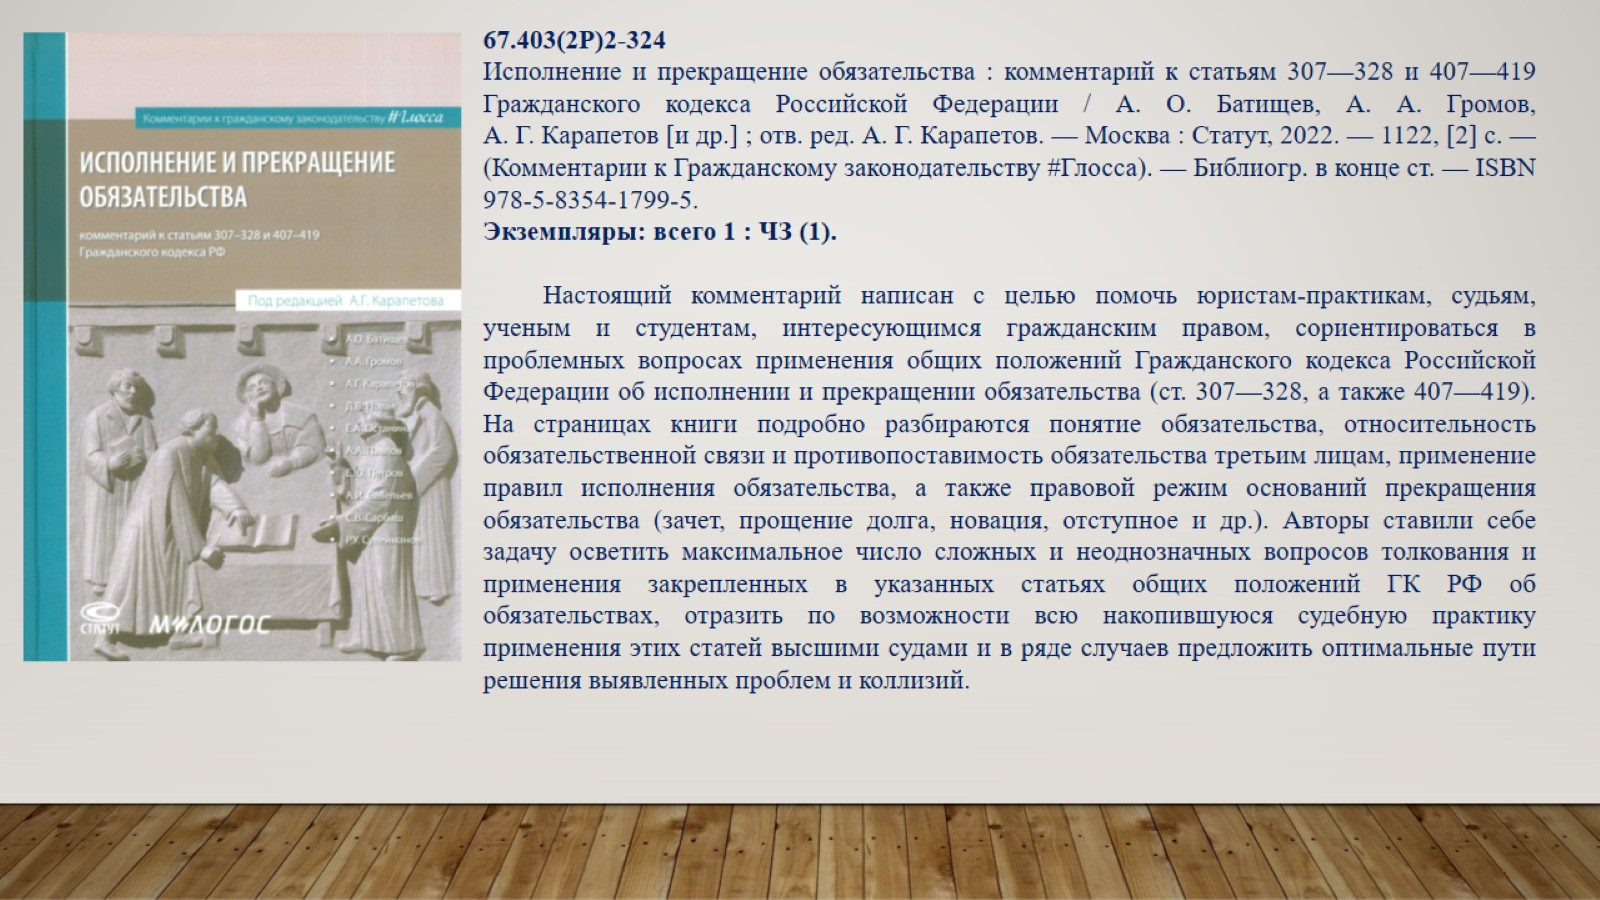 Комментарии к гражданскому законодательству #Глосса
ИСПОЛНЕНИЕ И ПРЕКРАЩЕНИЕ
ОБЯЗАТЕЛЬСТВА
комментарий к статьям 307–328 и 407–419
Гражданского кодекса РФ
Под редакцией А.Г. Карапетова
• А.О. Батищев
• А.А. Громов
• А.Г. Карапетов
• Д.В. Новак
• Е.А. Останина
• А.А. Павлов
• Е.Ю. Петров
• А.И. Савельев
• С.В. Сарбаш
• Р.У. Сулейманов
СТАТУТ
М-ЛОГОС
67.403(2Р)2-324
Исполнение и прекращение обязательства : комментарий к статьям 307—328 и 407—419
Гражданского кодекса Российской Федерации / А. О. Батищев, А. А. Громов,
А. Г. Карапетов [и др.] ; отв. ред. А. Г. Карапетов. — Москва : Статут, 2022. — 1122, [2] с. —
(Комментарии к Гражданскому законодательству #Глосса). — Библиогр. в конце ст. — ISBN
978-5-8354-1799-5.
Экземпляры: всего 1 : ЧЗ (1).
Настоящий комментарий написан с целью помочь юристам-практикам, судьям,
ученым и студентам, интересующимся гражданским правом, сориентироваться в
проблемных вопросах применения общих положений Гражданского кодекса Российской
Федерации об исполнении и прекращении обязательства (ст. 307—328, а также 407—419).
На страницах книги подробно разбираются понятие обязательства, относительность
обязательственной связи и противопоставимость обязательства третьим лицам, применение
правил исполнения обязательства, а также правовой режим оснований прекращения
обязательства (зачет, прощение долга, новация, отступное и др.). Авторы ставили себе
задачу осветить максимальное число сложных и неоднозначных вопросов толкования и
применения закрепленных в указанных статьях общих положений ГК РФ об
обязательствах, отразить по возможности всю накопившуюся судебную практику
применения этих статей высшими судами и в ряде случаев предложить оптимальные пути
решения выявленных проблем и коллизий.